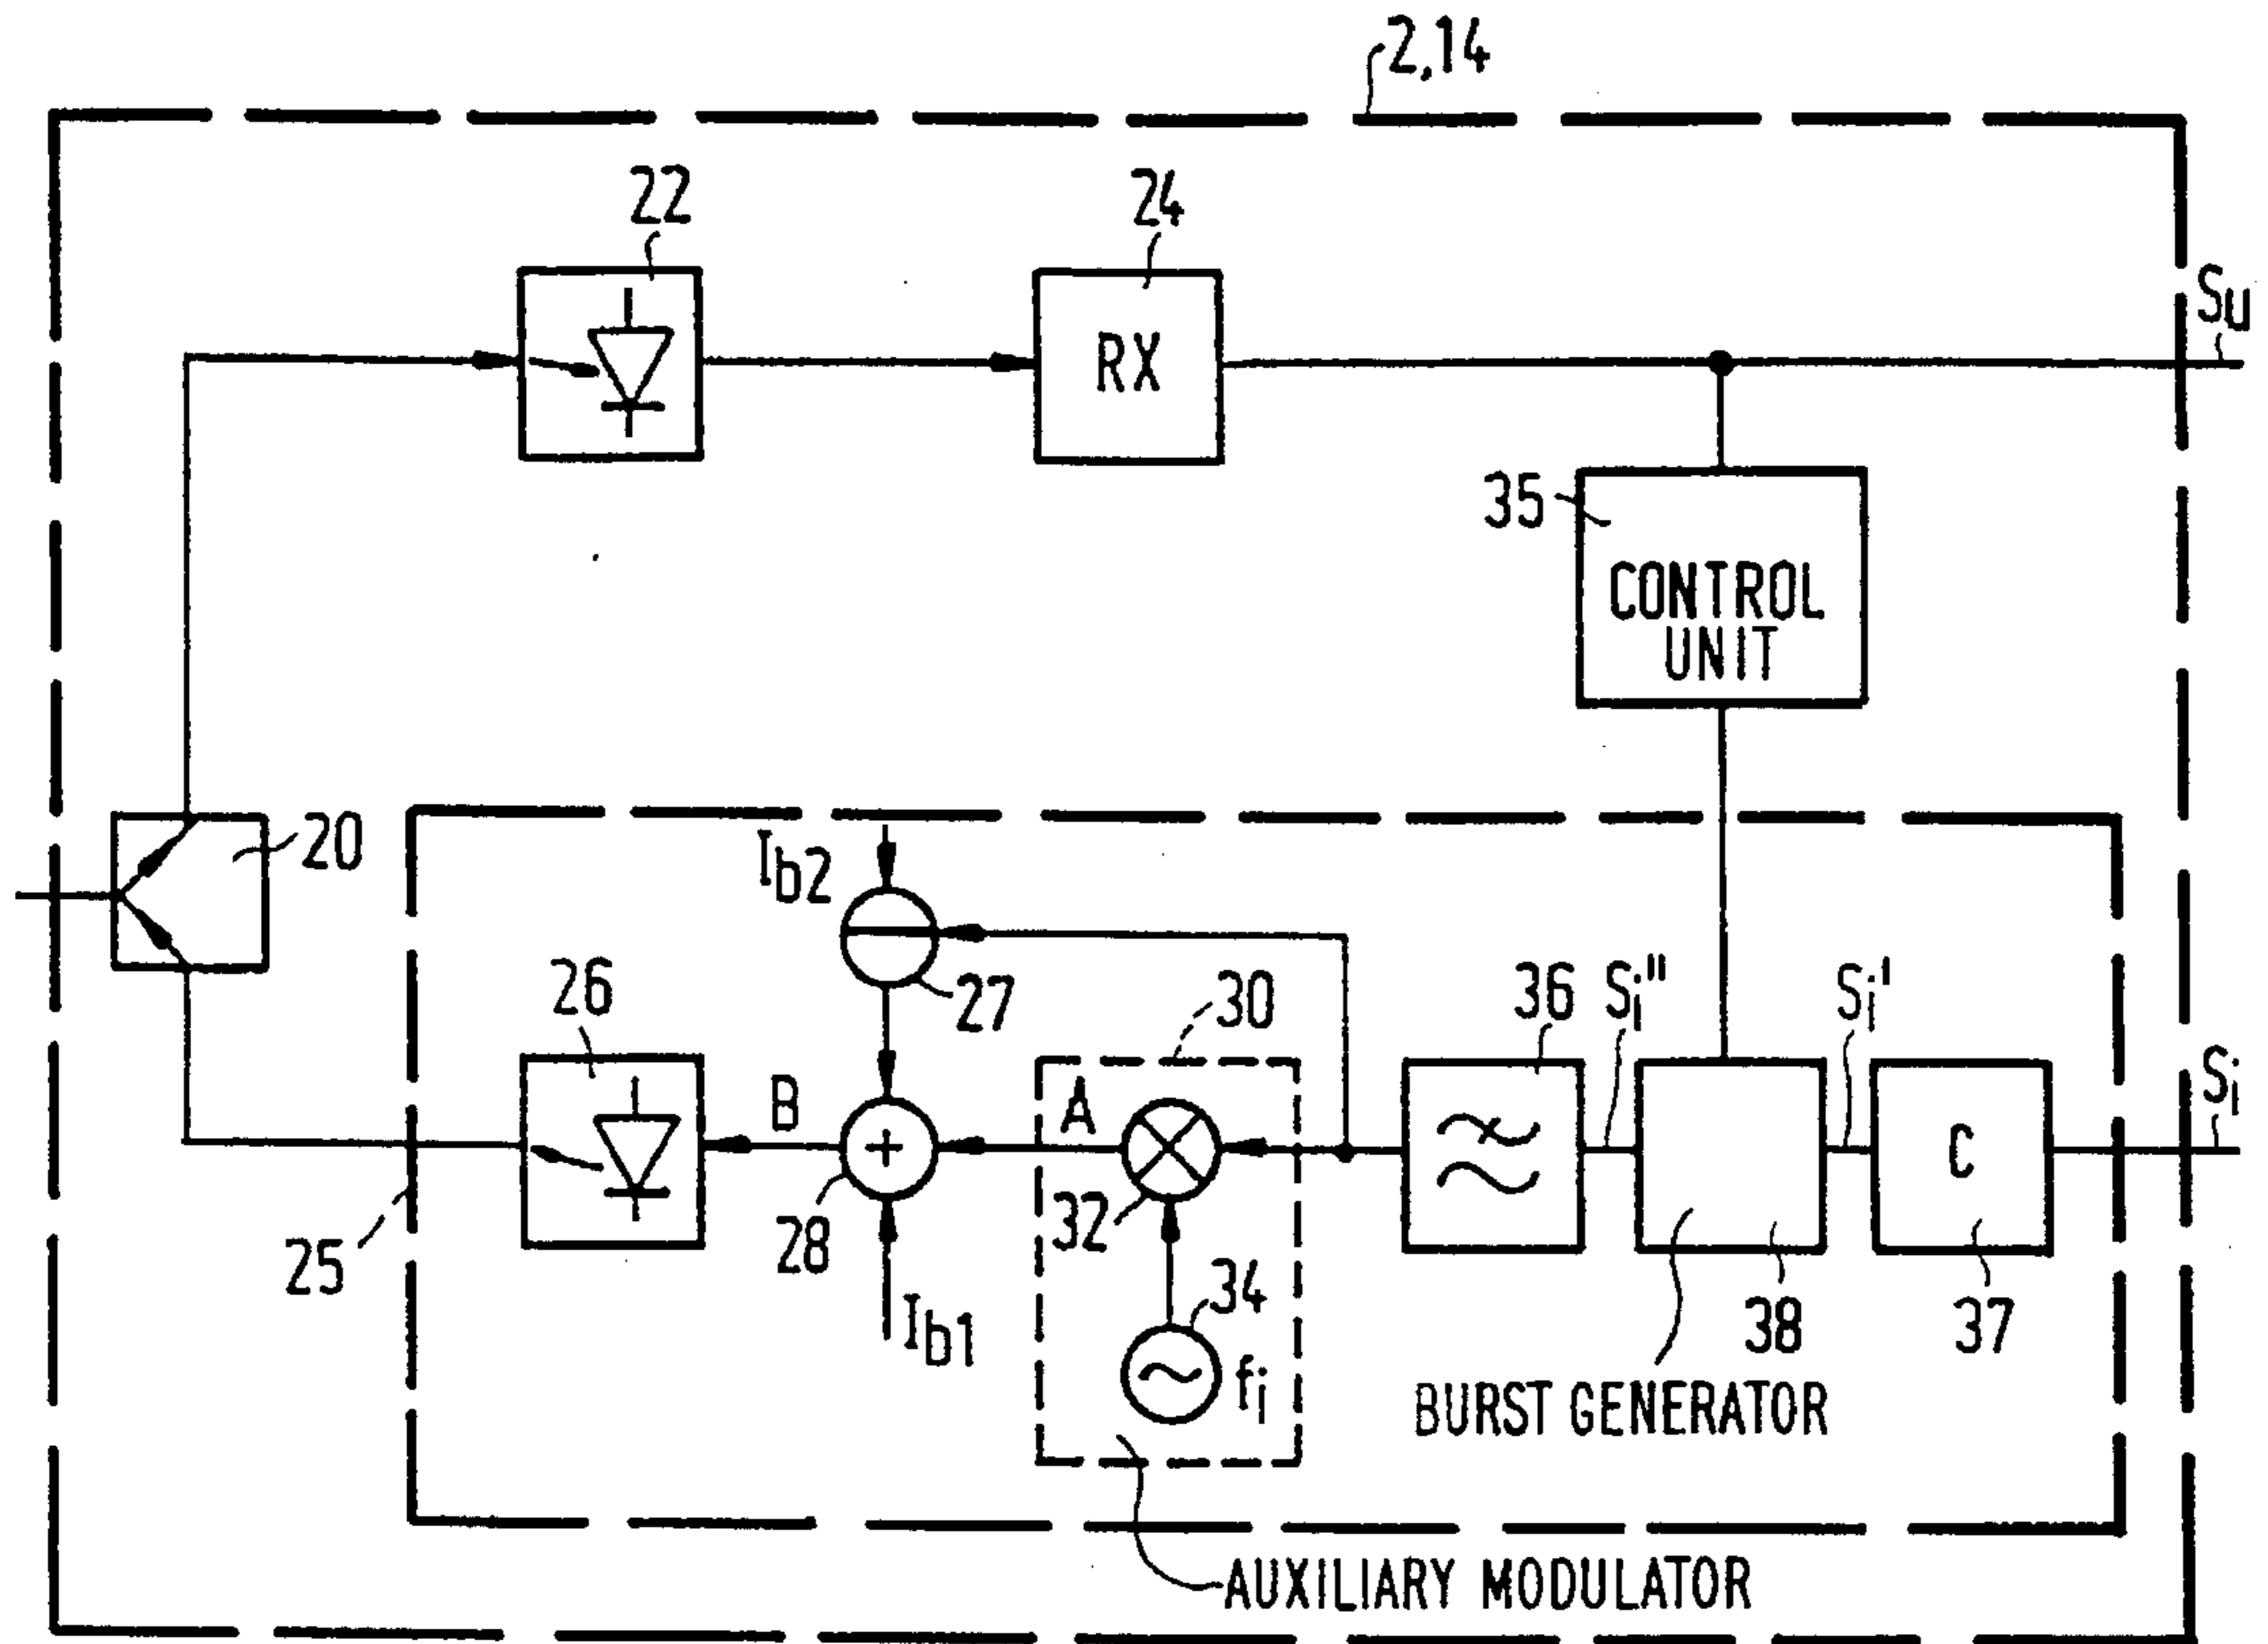 2,14
22
24
Su
RX
35
CONTROL
UNIT
20
Ib2
26
27
30
36
Si"
Si'
Si
B
A
+
C
28
32
25
34
Ib1
fi
38
37
BURST GENERATOR
AUXILIARY MODULATOR